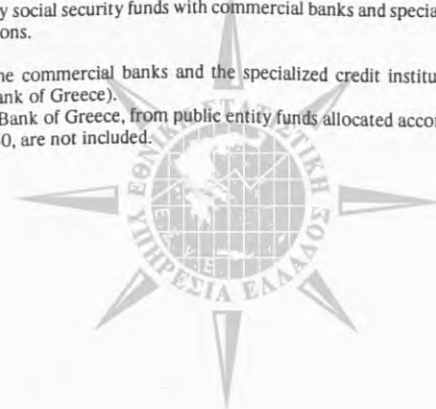 y social security funds with commercial banks and specia
ons.
ne commercial banks and the specialized credit institu
ank of Greece).
Bank of Greece, from public entity funds allocated accor
0, are not included.
ΕΘΝΙΚΗ ΣΤΑΤΙΣΤΙΚΗ
ΥΠΗΡΕΣΙΑ ΕΛΛΑΔΟΣ
Ε.Σ.Υ.Ε.